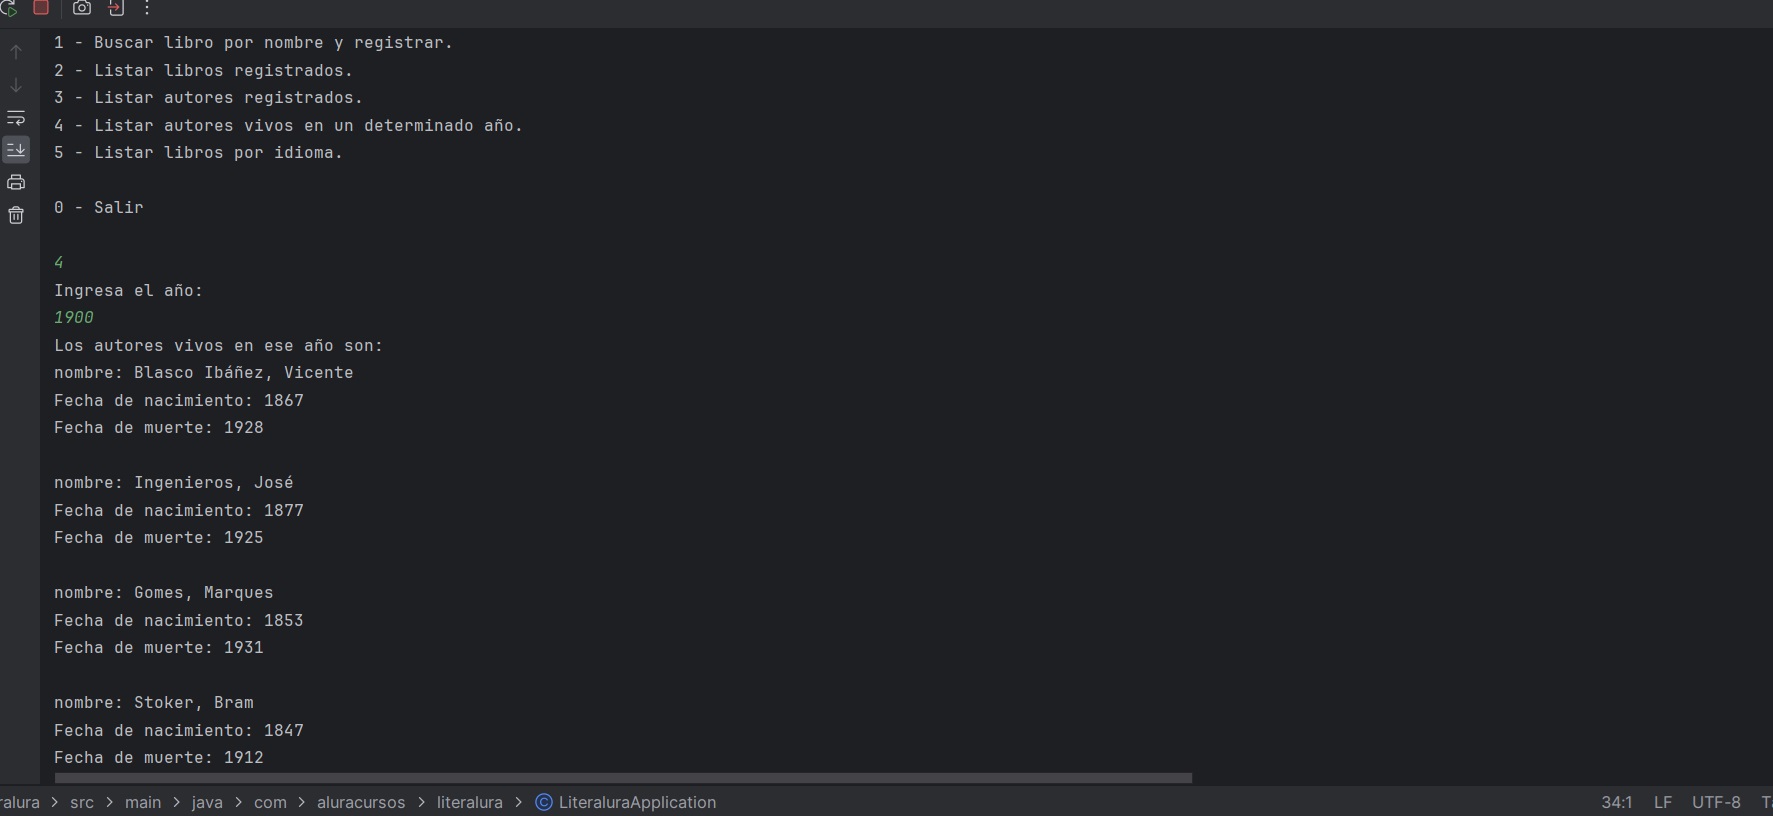 1 - Buscar libro por nombre y registrar.
2 - Listar libros registrados.
3 - Listar autores registrados.
4 - Listar autores vivos en un determinado año.
5 - Listar libros por idioma.
0 - Salir
4
Ingresa el año:
1900
Los autores vivos en ese año son:
nombre: Blasco Ibáñez, Vicente
Fecha de nacimiento: 1867
Fecha de muerte: 1928
nombre: Ingenieros, José
Fecha de nacimiento: 1877
Fecha de muerte: 1925
nombre: Gomes, Marques
Fecha de nacimiento: 1853
Fecha de muerte: 1931
nombre: Stoker, Bram
Fecha de nacimiento: 1847
Fecha de muerte: 1912
ralura > src > main > java > com > aluracursos > literalura > LiteraluraApplication 34:1 LF UTF-8